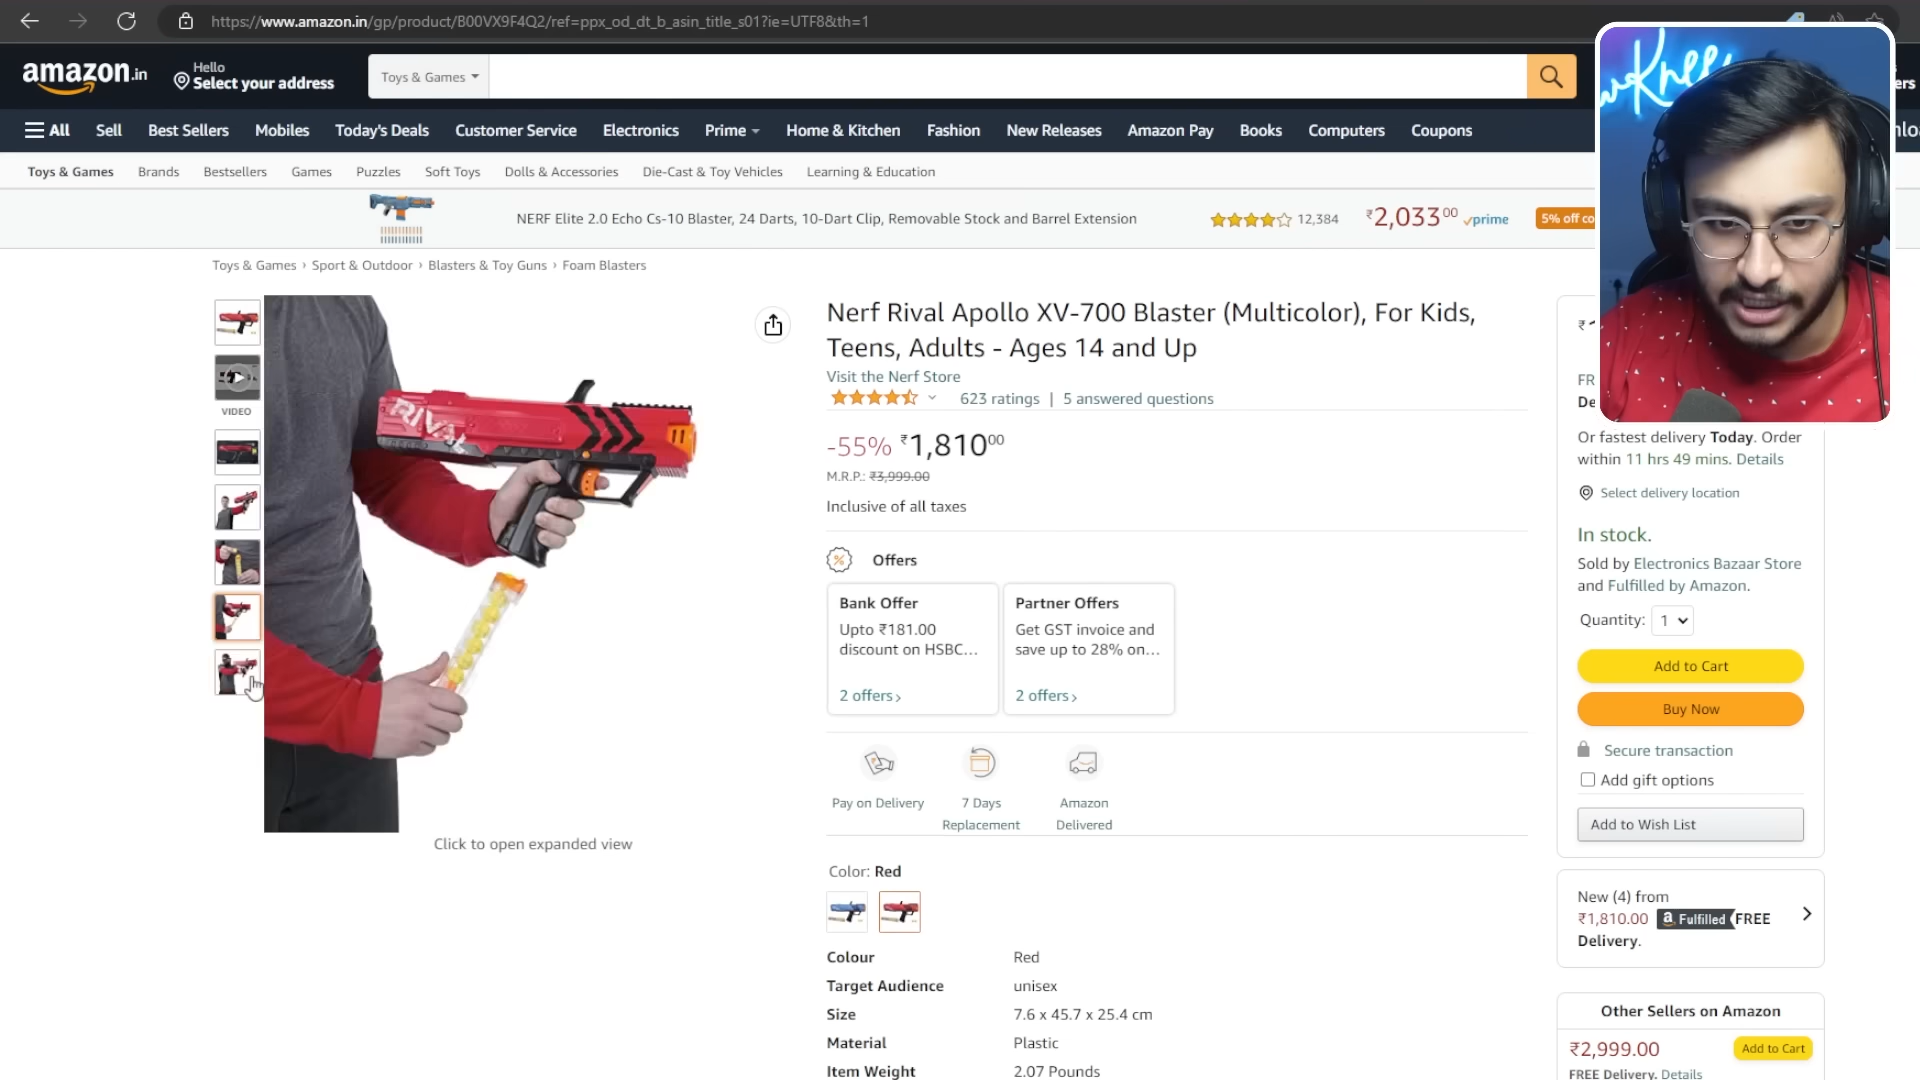 https://www.amazon.in/gp/product/B00VX9F4Q2/ref=ppx_od_dt_b_asin_title_s01?ie=UTF8&th=1
amazon.in
Hello
Select your address
Toys & Games
All
Sell
Best Sellers
Mobiles
Today's Deals
Customer Service
Electronics
Prime
Home & Kitchen
Fashion
New Releases
Amazon Pay
Books
Computers
Coupons
Toys & Games
Brands
Bestsellers
Games
Puzzles
Soft Toys
Dolls & Accessories
Die-Cast & Toy Vehicles
Learning & Education
NERF Elite 2.0 Echo Cs-10 Blaster, 24 Darts, 10-Dart Clip, Removable Stock and Barrel Extension
12,384
₹2,03300
prime
5% off co
Toys & Games › Sport & Outdoor › Blasters & Toy Guns › Foam Blasters
VIDEO
RIVAL
Click to open expanded view
Nerf Rival Apollo XV-700 Blaster (Multicolor), For Kids,
Teens, Adults - Ages 14 and Up
Visit the Nerf Store
623 ratings | 5 answered questions
-55% ₹1,81000
M.R.P.: ₹3,999.00
Inclusive of all taxes
Offers
Bank Offer
Upto ₹181.00
discount on HSBC...
2 offers ›
Partner Offers
Get GST invoice and
save up to 28% on...
2 offers ›
Pay on Delivery
7 Days
Replacement
Amazon
Delivered
Color: Red
Colour Red
Target Audience unisex
Size 7.6 x 45.7 x 25.4 cm
Material Plastic
Item Weight 2.07 Pounds
₹
FR
De
Or fastest delivery Today. Order
within 11 hrs 49 mins. Details
Select delivery location
In stock.
Sold by Electronics Bazaar Store
and Fulfilled by Amazon.
Quantity: 1
Add to Cart
Buy Now
Secure transaction
Add gift options
Add to Wish List
New (4) from
₹1,810.00 a Fulfilled FREE
Delivery.
Other Sellers on Amazon
₹2,999.00
Add to Cart
FREE Delivery. Details